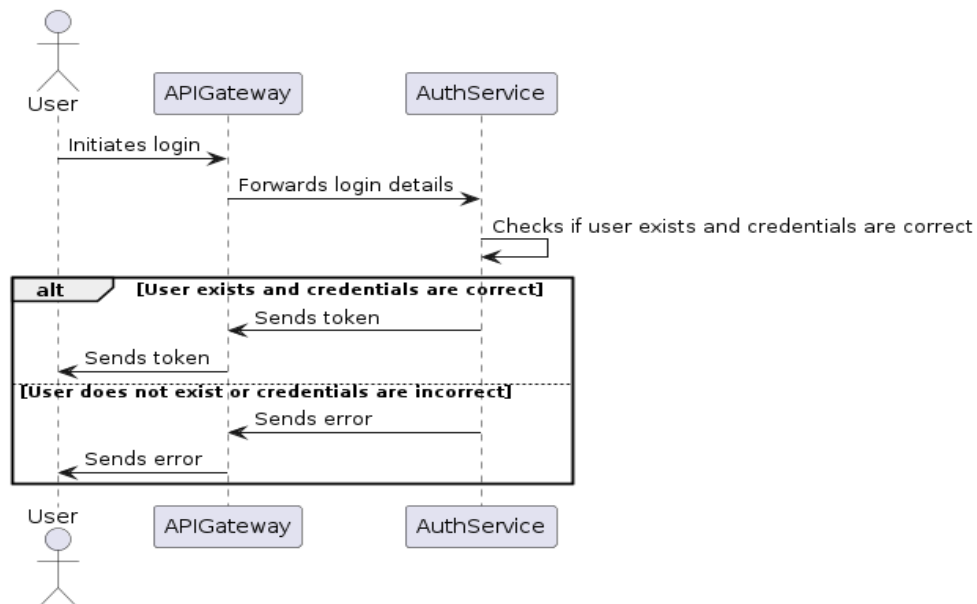 User
APIGateway
AuthService
Initiates login
Forwards login details
Checks if user exists and credentials are correct
alt
[User exists and credentials are correct]
Sends token
Sends token
[User does not exist or credentials are incorrect]
Sends error
Sends error
User
APIGateway
AuthService